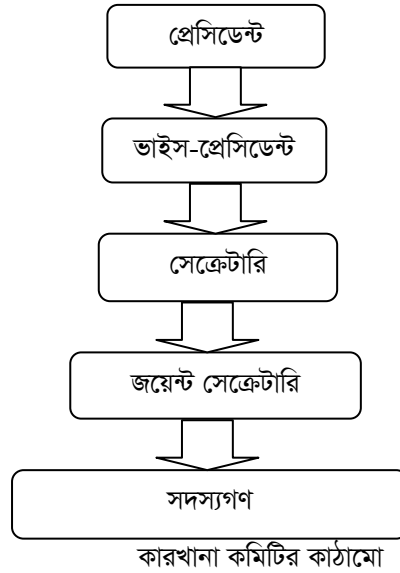 প্রেসিডেন্ট
ভাইস-প্রেসিডেন্ট
সেক্রেটারি
জয়েন্ট সেক্রেটারি
সদস্যগণ
কারখানা কমিটির কাঠামো